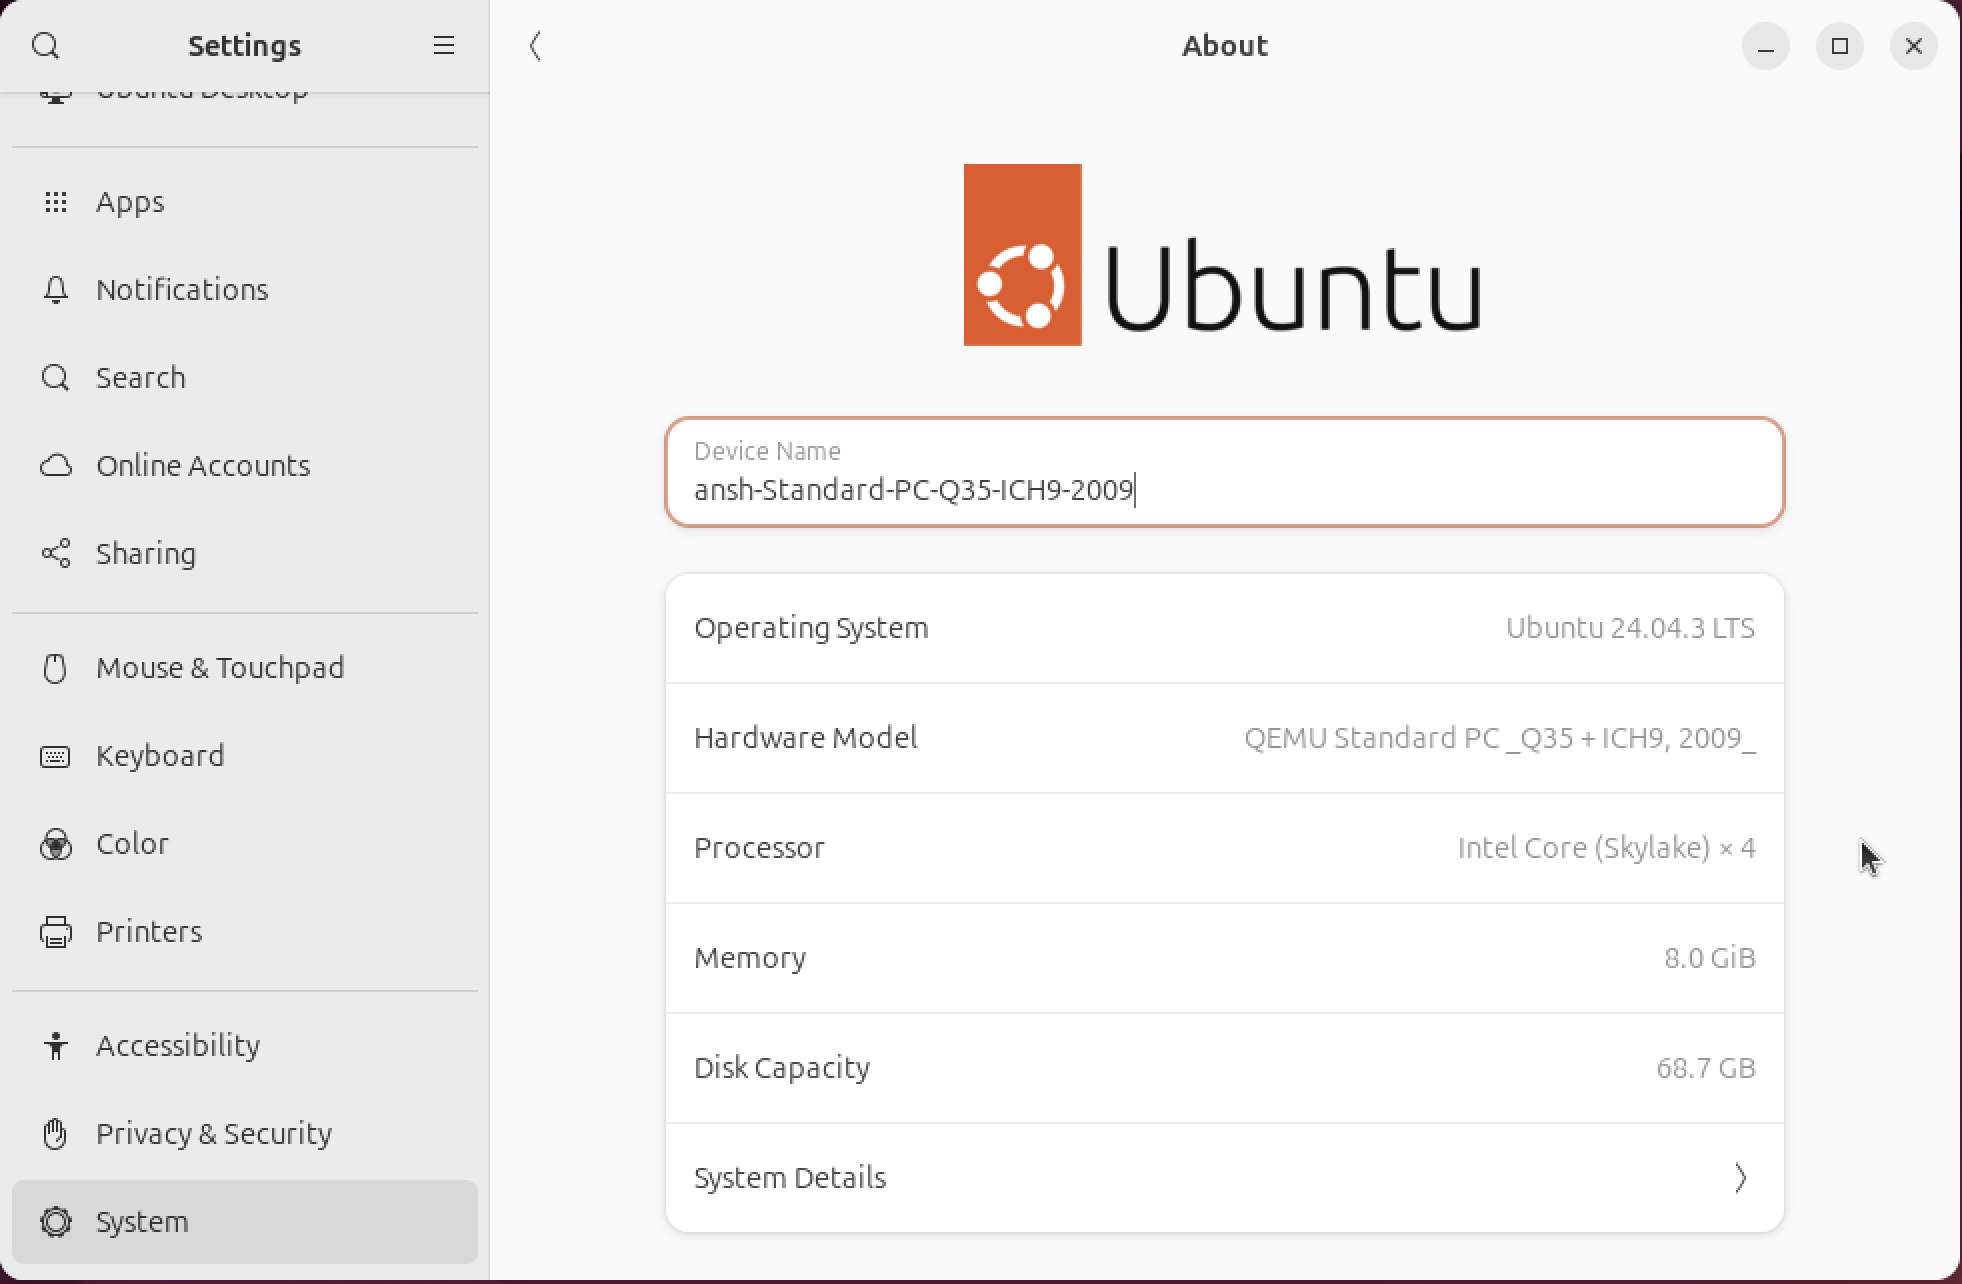 Settings
Ubuntu Desktop
Apps
Notifications
Search
Online Accounts
Sharing
Mouse & Touchpad
Keyboard
Color
Printers
Accessibility
Privacy & Security
System
About
Ubuntu
Device Name
ansh-Standard-PC-Q35-ICH9-2009
Operating System Ubuntu 24.04.3 LTS
Hardware Model QEMU Standard PC _Q35 + ICH9, 2009_
Processor Intel Core (Skylake) × 4
Memory 8.0 GiB
Disk Capacity 68.7 GB
System Details